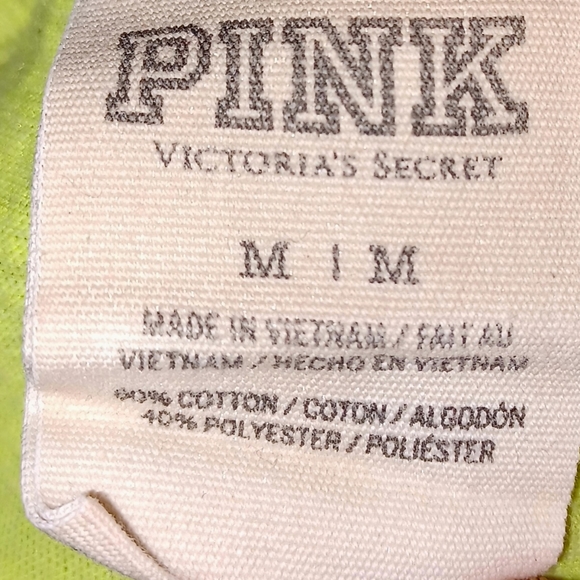 PINK
VICTORIA'S SECRET
M | M
MADE IN VIETNAM / FAIT AU
VIETNAM / HECHO EN VIETNAM
60% COTTON / COTON / ALGODÓN
40% POLYESTER / POLIÉSTER